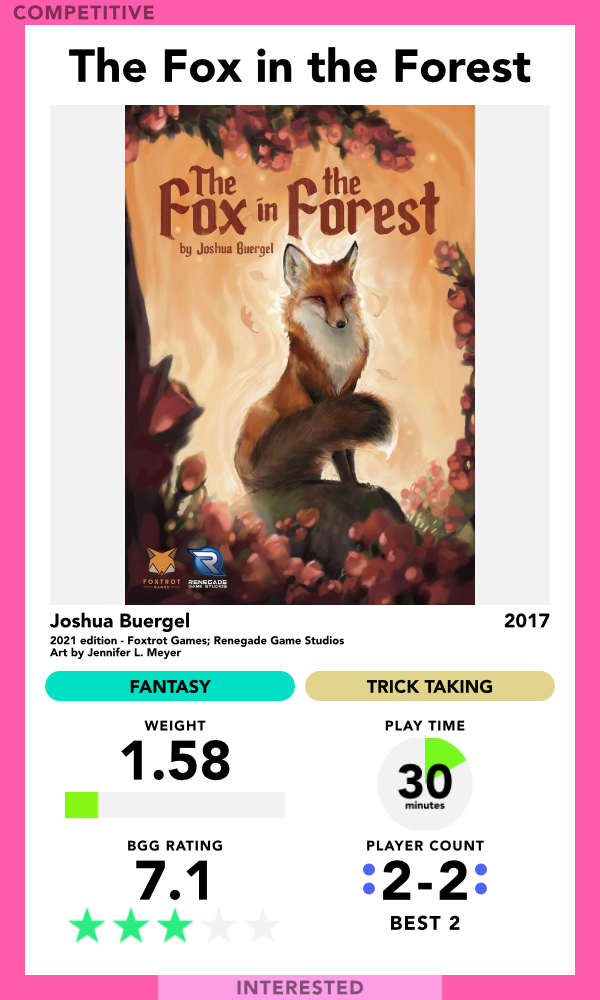 COMPETITIVE
The Fox in the Forest
The Fox in the Forest
by Joshua Buergel
FOXTROT
GAMES
RENEGADE
GAME STUDIOS
Joshua Buergel
2017
2021 edition - Foxtrot Games; Renegade Game Studios
Art by Jennifer L. Meyer
FANTASY
TRICK TAKING
WEIGHT
1.58
PLAY TIME
30
minutes
BGG RATING
7.1
PLAYER COUNT
2-2
BEST 2
INTERESTED